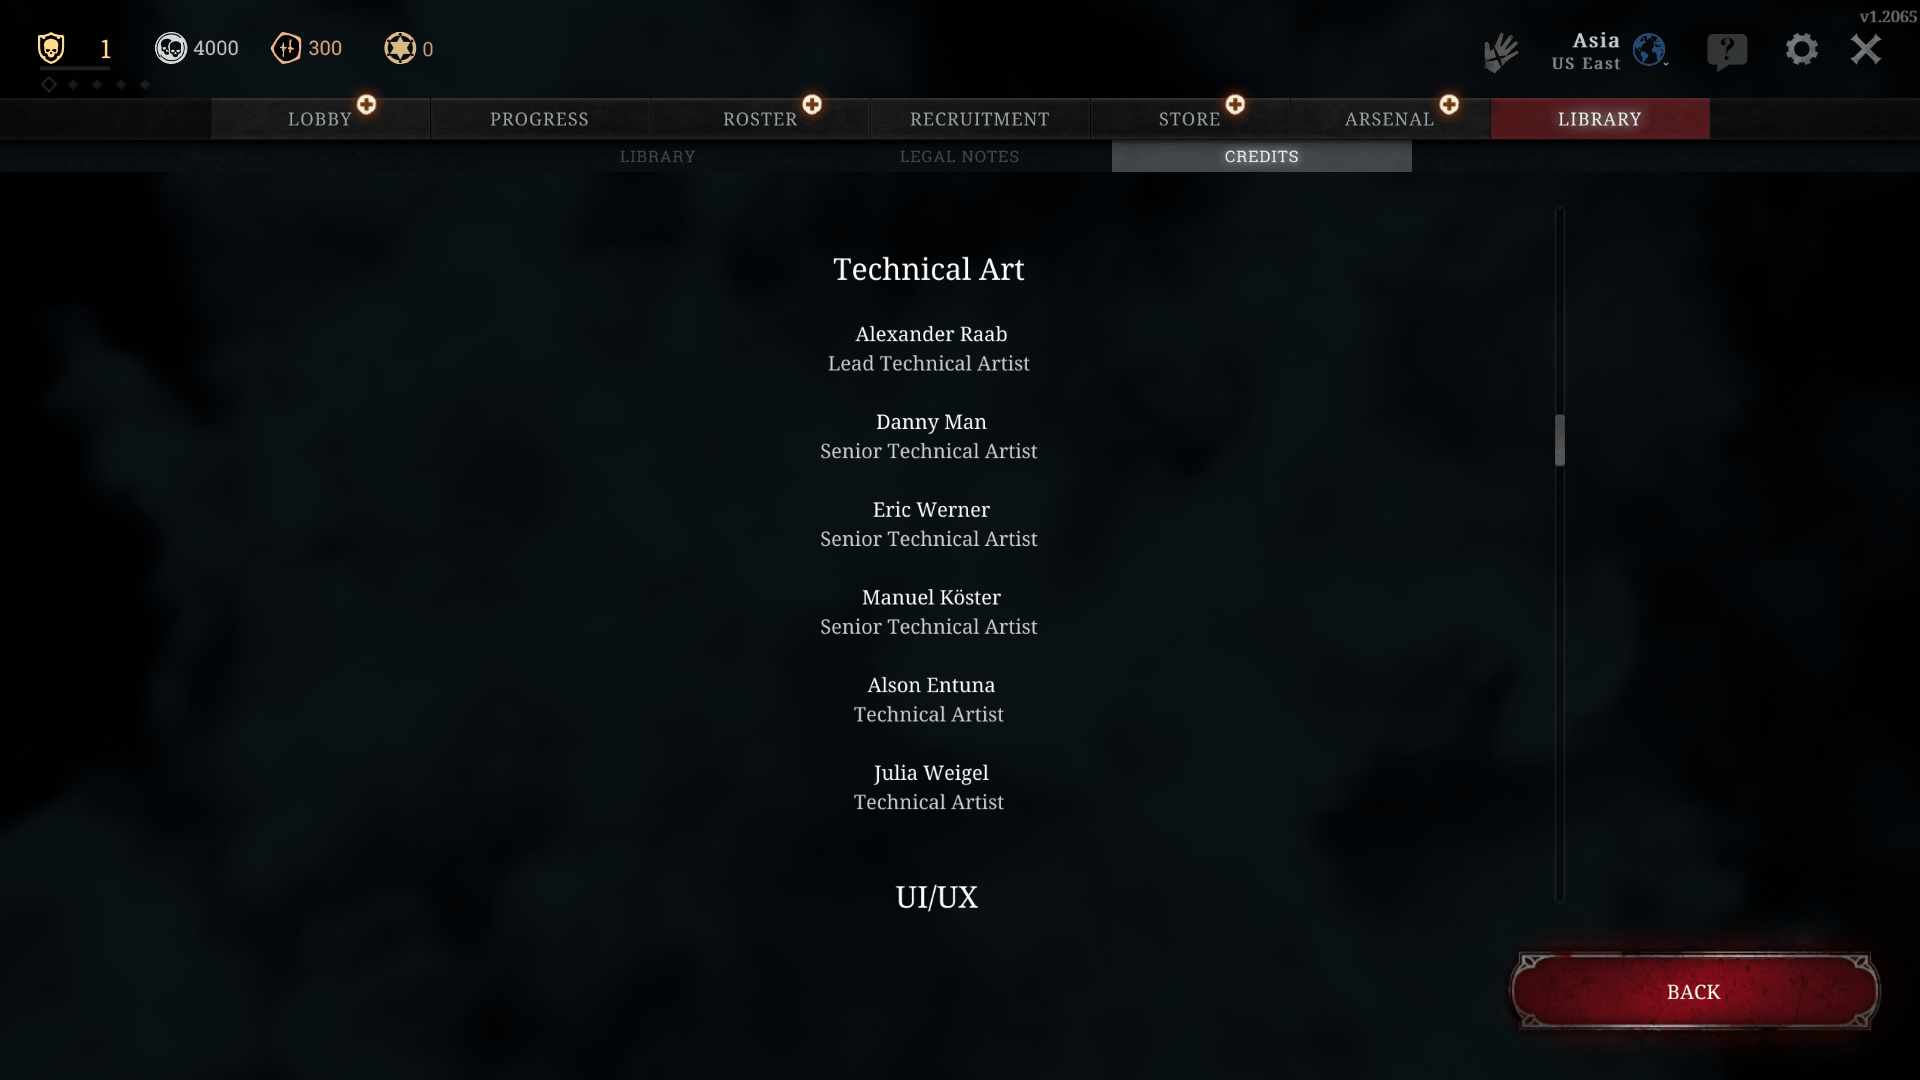 v1.2065
1
4000
300
0
Asia
US East
LOBBY
PROGRESS
ROSTER
RECRUITMENT
STORE
ARSENAL
LIBRARY
LIBRARY
LEGAL NOTES
CREDITS
Technical Art
Alexander Raab
Lead Technical Artist
Danny Man
Senior Technical Artist
Eric Werner
Senior Technical Artist
Manuel Köster
Senior Technical Artist
Alson Entuna
Technical Artist
Julia Weigel
Technical Artist
UI/UX
BACK